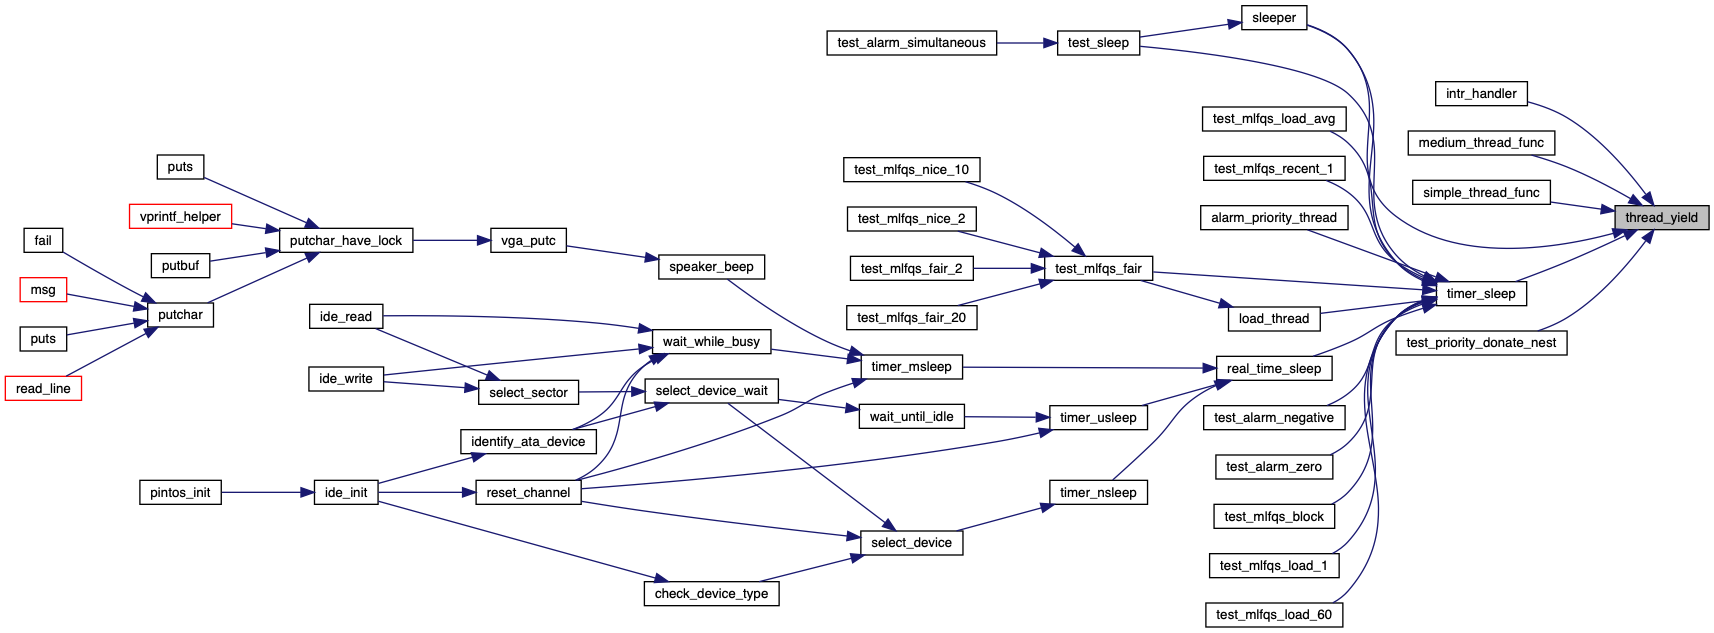 sleeper
test_alarm_simultaneous
test_sleep
intr_handler
test_mlfqs_load_avg
medium_thread_func
puts
test_mlfqs_nice_10
test_mlfqs_recent_1
simple_thread_func
vprintf_helper
test_mlfqs_nice_2
alarm_priority_thread
thread_yield
fail
putchar_have_lock
vga_putc
putbuf
speaker_beep
test_mlfqs_fair_2
test_mlfqs_fair
msg
timer_sleep
putchar
ide_read
test_mlfqs_fair_20
load_thread
puts
wait_while_busy
test_priority_donate_nest
timer_msleep
real_time_sleep
read_line
ide_write
select_sector
select_device_wait
wait_until_idle
timer_usleep
test_alarm_negative
identify_ata_device
test_alarm_zero
pintos_init
ide_init
reset_channel
timer_nsleep
test_mlfqs_block
select_device
test_mlfqs_load_1
check_device_type
test_mlfqs_load_60